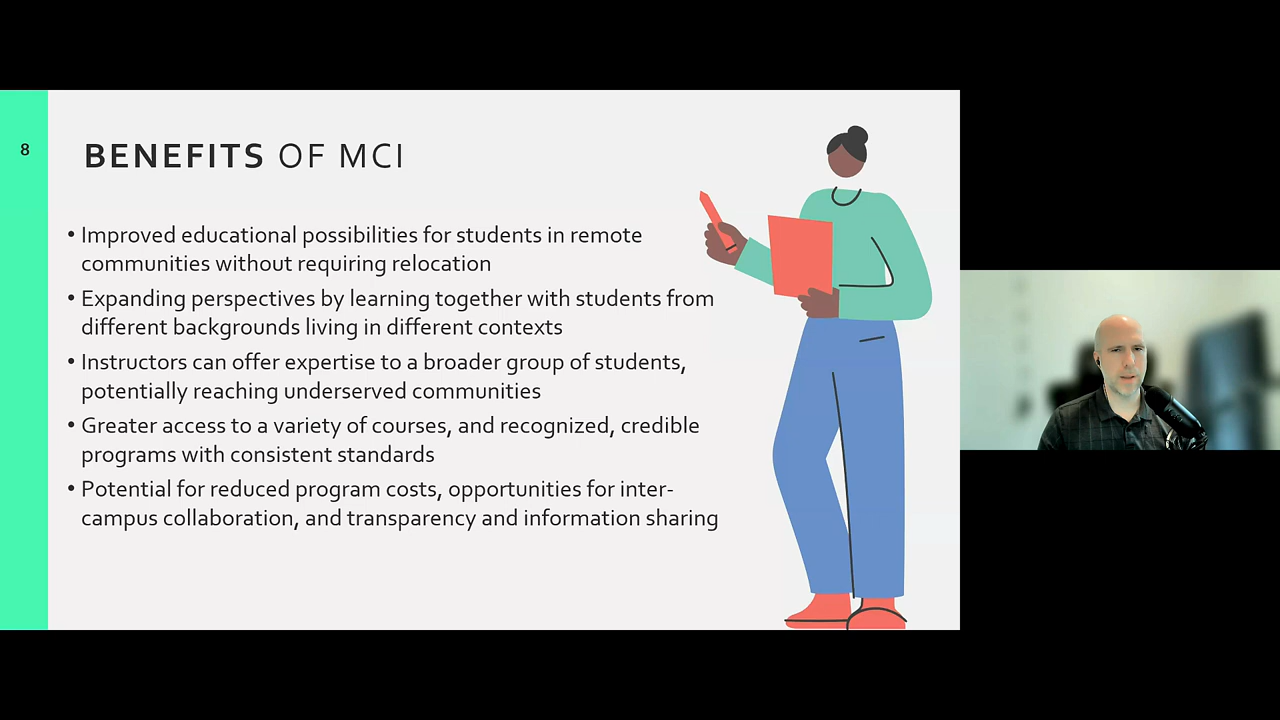 8
BENEFITS OF MCI
• Improved educational possibilities for students in remote
communities without requiring relocation
• Expanding perspectives by learning together with students from
different backgrounds living in different contexts
• Instructors can offer expertise to a broader group of students,
potentially reaching underserved communities
• Greater access to a variety of courses, and recognized, credible
programs with consistent standards
• Potential for reduced program costs, opportunities for inter-
campus collaboration, and transparency and information sharing